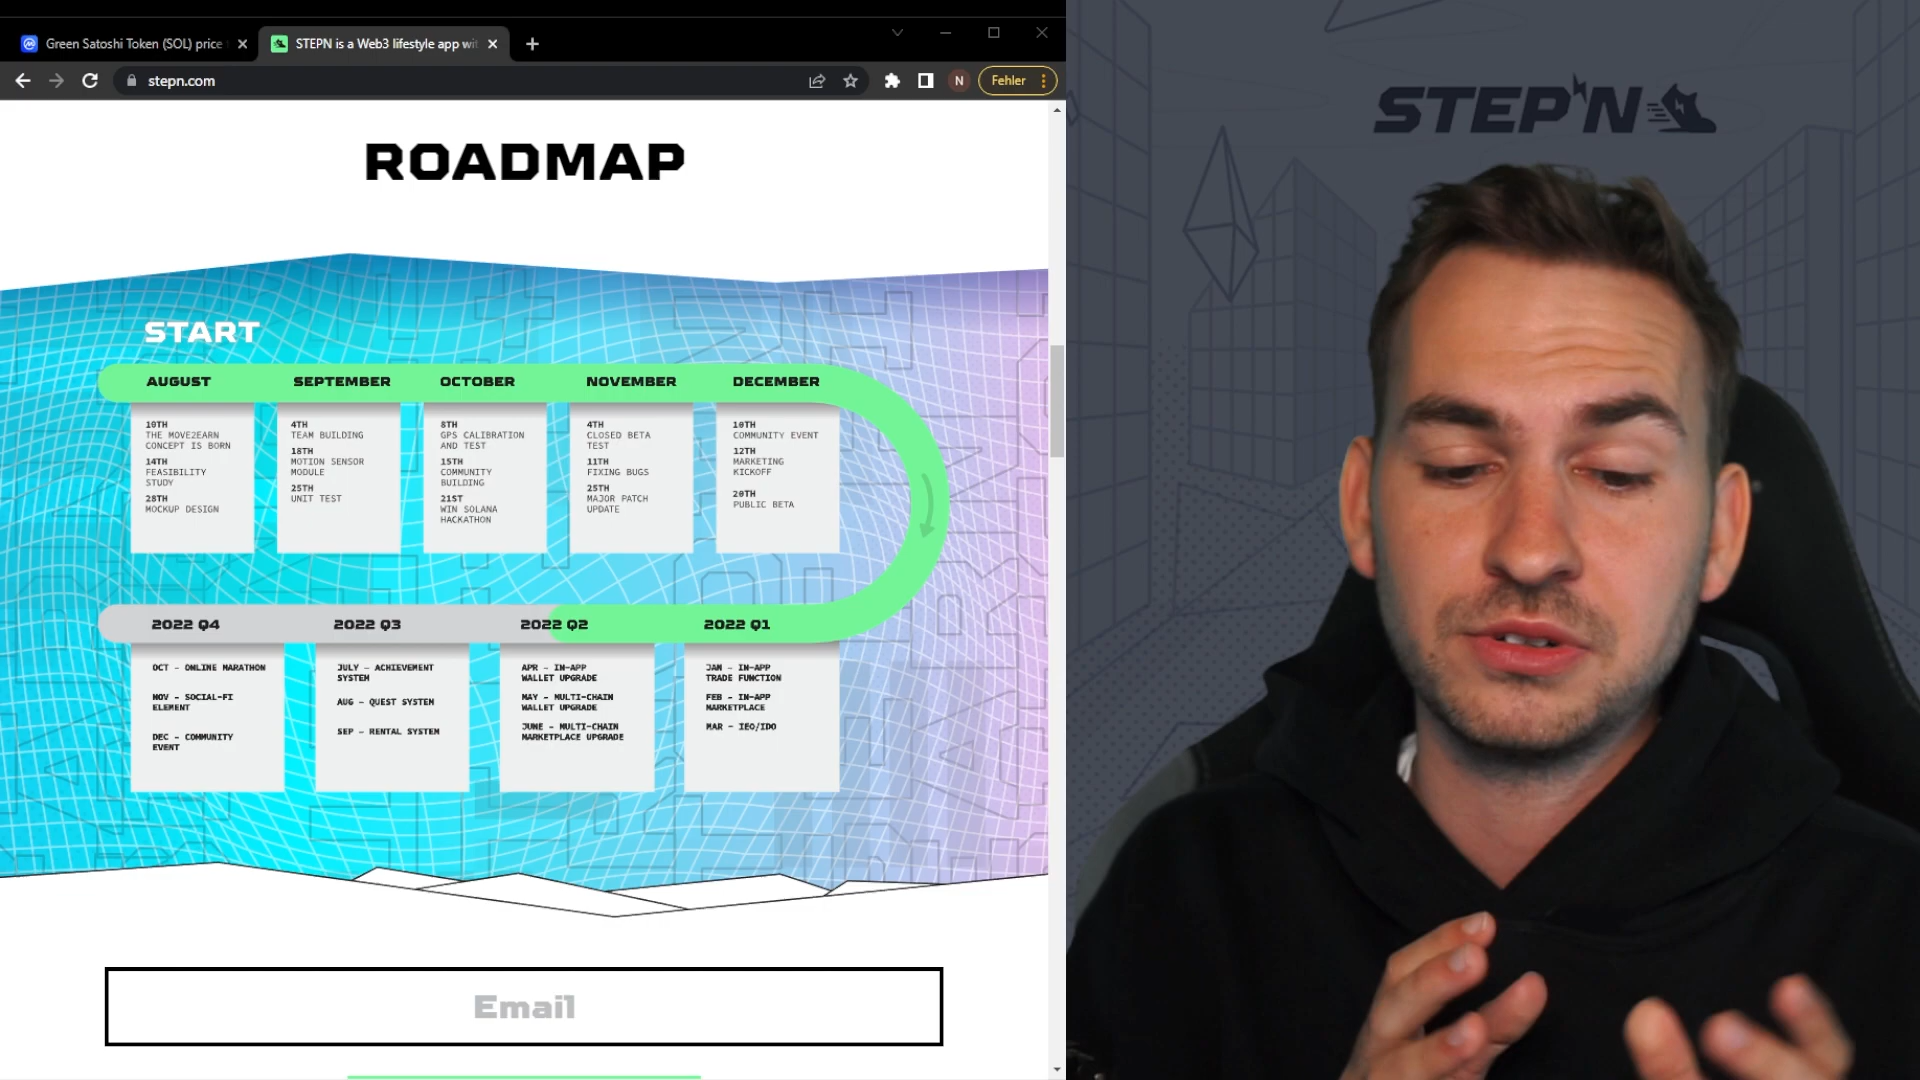 Green Satoshi Token (SOL) price
STEPN is a Web3 lifestyle app wit
stepn.com
N
Fehler
ROADMAP
START
AUGUST
10TH
THE MOVE2EARN
CONCEPT IS BORN
14TH
FEASIBILITY
STUDY
28TH
MOCKUP DESIGN
SEPTEMBER
4TH
TEAM BUILDING
18TH
MOTION SENSOR
MODULE
25TH
UNIT TEST
OCTOBER
8TH
GPS CALIBRATION
AND TEST
15TH
COMMUNITY
BUILDING
21ST
WIN SOLANA
HACKATHON
NOVEMBER
4TH
CLOSED BETA
TEST
11TH
FIXING BUGS
25TH
MAJOR PATCH
UPDATE
DECEMBER
10TH
COMMUNITY EVENT
12TH
MARKETING
KICKOFF
20TH
PUBLIC BETA
2022 Q4
OCT - ONLINE MARATHON
NOV - SOCIAL-FI
ELEMENT
DEC - COMMUNITY
EVENT
2022 Q3
JULY - ACHIEVEMENT
SYSTEM
AUG - QUEST SYSTEM
SEP - RENTAL SYSTEM
2022 Q2
APR - IN-APP
WALLET UPGRADE
MAY - MULTI-CHAIN
WALLET UPGRADE
JUNE - MULTI-CHAIN
MARKETPLACE UPGRADE
2022 Q1
JAN - IN-APP
TRADE FUNCTION
FEB - IN-APP
MARKETPLACE
MAR - IEO/IDO
Email
STEP'N